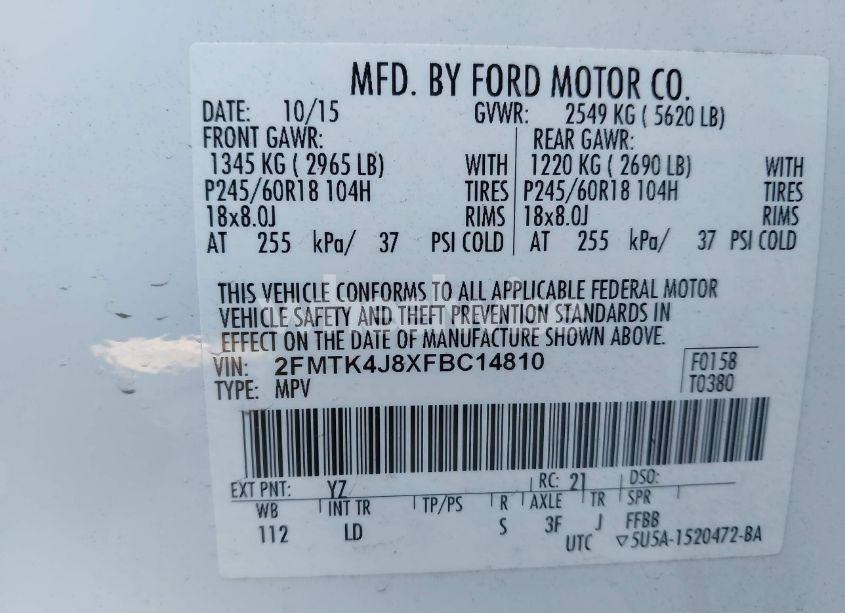 MFD. BY FORD MOTOR CO.
DATE: 10/15 GVWR: 2549 KG ( 5620 LB)
FRONT GAWR: REAR GAWR:
1345 KG ( 2965 LB) WITH 1220 KG ( 2690 LB) WITH
P245/60R18 104H TIRES P245/60R18 104H TIRES
18x8.0J RIMS 18x8.0J RIMS
AT 255 kPa/ 37 PSI COLD AT 255 kPa/ 37 PSI COLD
THIS VEHICLE CONFORMS TO ALL APPLICABLE FEDERAL MOTOR
VEHICLE SAFETY AND THEFT PREVENTION STANDARDS IN
EFFECT ON THE DATE OF MANUFACTURE SHOWN ABOVE.
VIN: 2FMTK4J8XFBC14810 F0158
TYPE: MPV T0380
EXT PNT: YZ RC: 21 DSO:
WB INT TR TP/PS R AXLE TR SPR
112 LD S 3F J FFBB
UTC ▽5U5A-1520472-BA